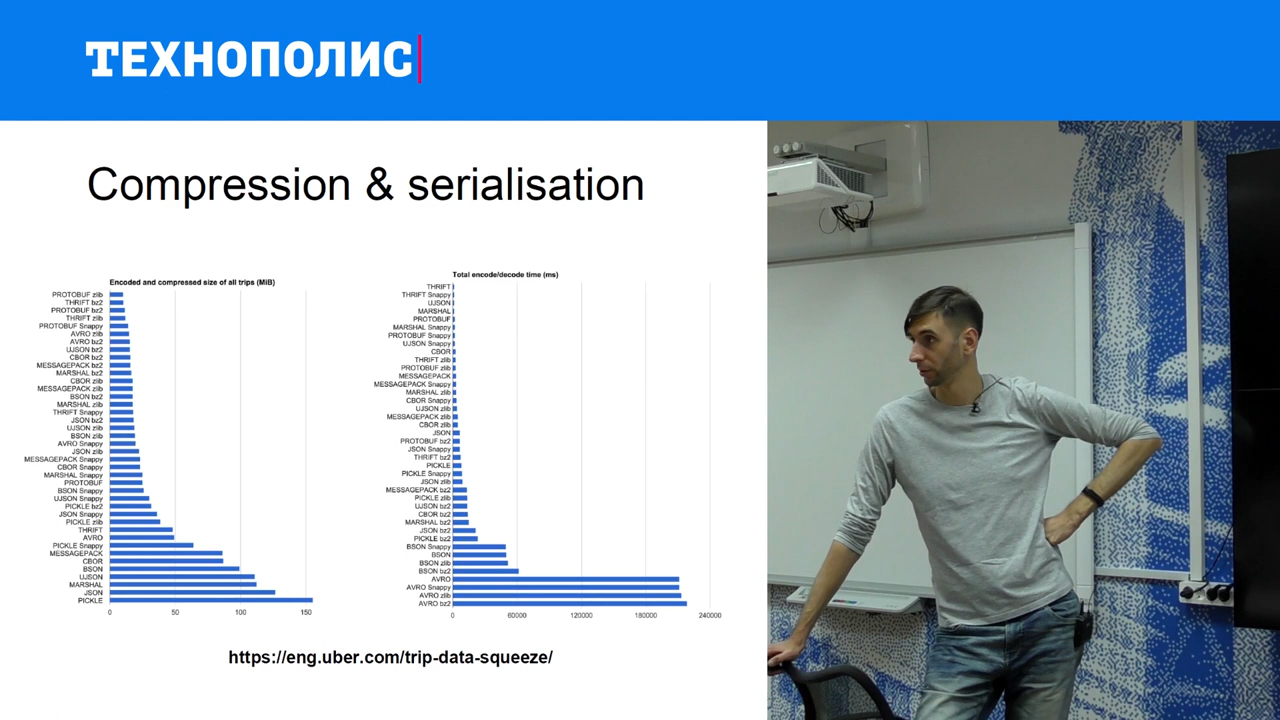 ТЕХНОПОЛИС
Compression & serialisation
Encoded and compressed size of all trips (MiB)
PROTOBUF zlib
THRIFT bz2
PROTOBUF bz2
THRIFT zlib
PROTOBUF Snappy
AVRO zlib
AVRO bz2
UJSON bz2
CBOR bz2
MESSAGEPACK bz2
MARSHAL bz2
CBOR zlib
MESSAGEPACK zlib
BSON bz2
MARSHAL zlib
THRIFT Snappy
JSON bz2
UJSON zlib
BSON zlib
AVRO Snappy
JSON zlib
MESSAGEPACK Snappy
CBOR Snappy
MARSHAL Snappy
PROTOBUF
BSON Snappy
UJSON Snappy
PICKLE bz2
JSON Snappy
PICKLE zlib
THRIFT
AVRO
PICKLE Snappy
MESSAGEPACK
CBOR
BSON
UJSON
MARSHAL
JSON
PICKLE
0 50 100 150
Total encode/decode time (ms)
THRIFT
THRIFT Snappy
UJSON
MARSHAL
PROTOBUF
MARSHAL Snappy
PROTOBUF Snappy
UJSON Snappy
CBOR
THRIFT zlib
PROTOBUF zlib
MESSAGEPACK
MESSAGEPACK Snappy
MARSHAL zlib
CBOR Snappy
UJSON zlib
MESSAGEPACK zlib
CBOR zlib
JSON
PROTOBUF bz2
JSON Snappy
THRIFT bz2
PICKLE
PICKLE Snappy
JSON zlib
MESSAGEPACK bz2
PICKLE zlib
UJSON bz2
CBOR bz2
MARSHAL bz2
JSON bz2
PICKLE bz2
BSON Snappy
BSON
BSON zlib
BSON bz2
AVRO
AVRO Snappy
AVRO zlib
AVRO bz2
0 60000 120000 180000 240000
https://eng.uber.com/trip-data-squeeze/